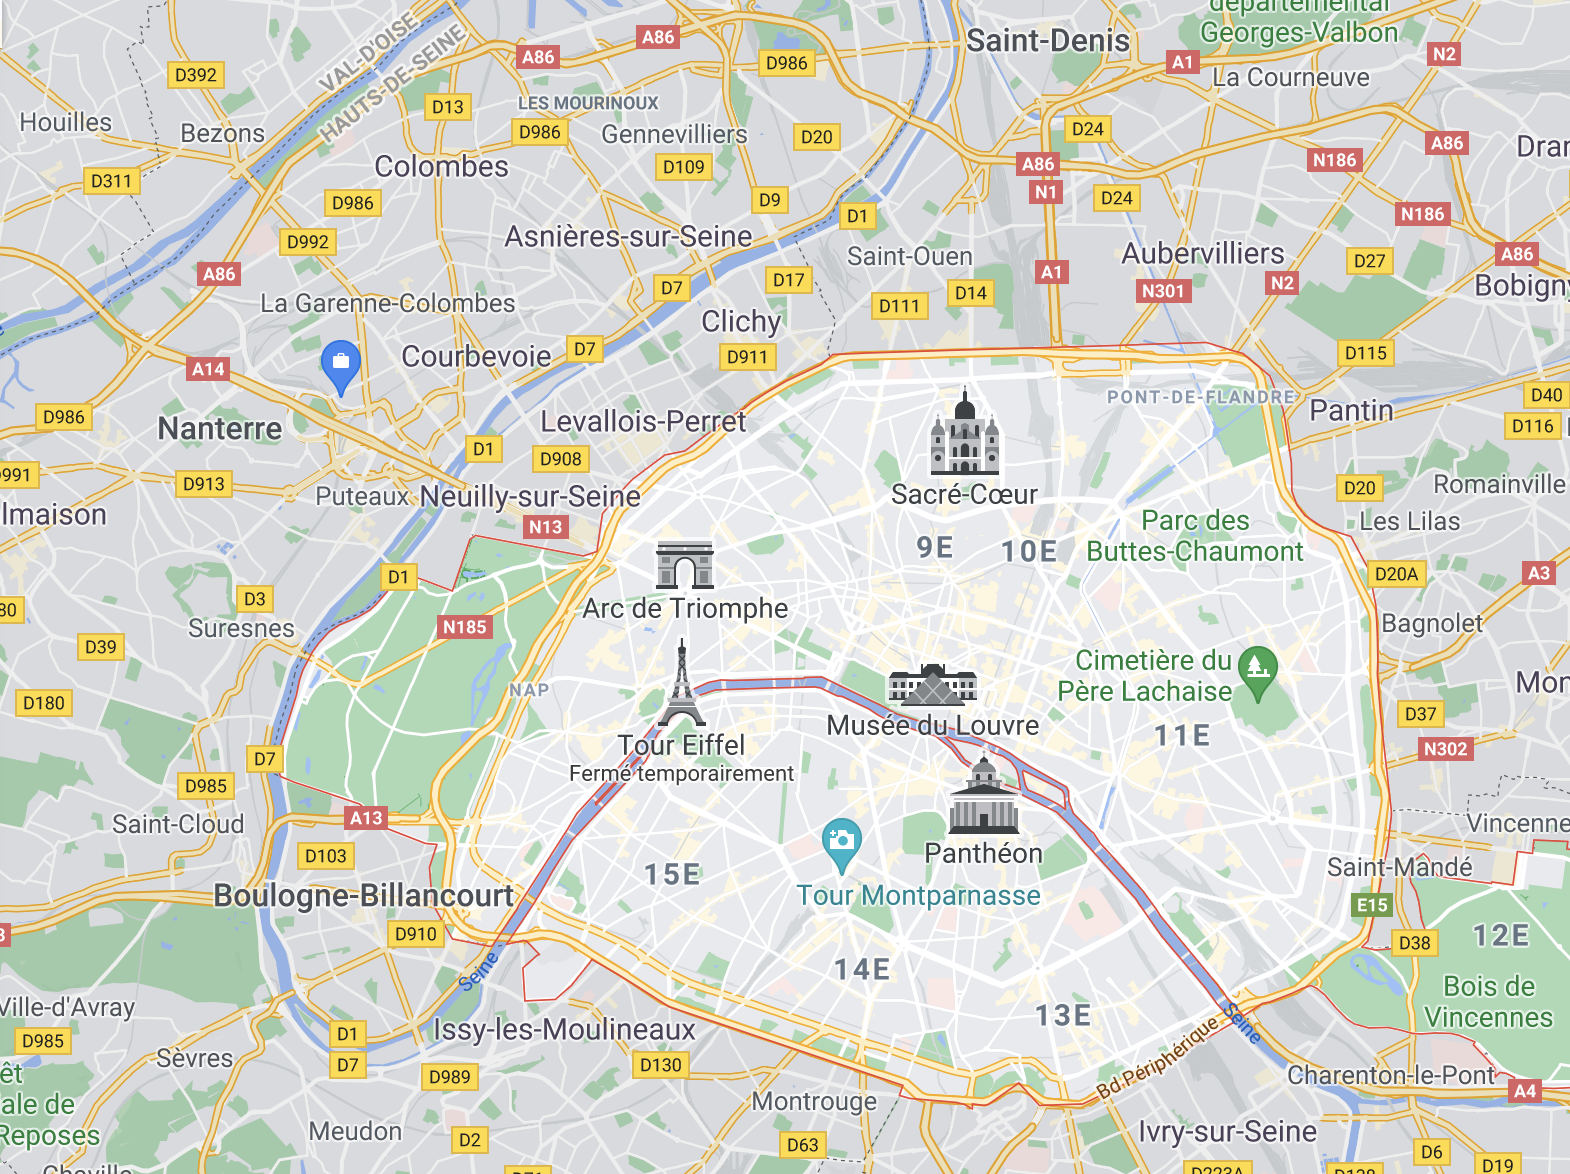 départemental
Georges-Valbon
VAL-D'OISE
HAUTS-DE-SEINE
A86
A86
Saint-Denis
A1
N2
La Courneuve
D392
D986
D13
LES MOURINOUX
D986
Gennevilliers
D20
D24
Houilles
Bezons
A86
N186
A86
Colombes
D109
D311
D986
D9
D1
N1
D24
N186
D992
Asnières-sur-Seine
Saint-Ouen
Aubervilliers
D27
A86
A86
D7
D17
A1
N301
N2
Bobigny
La Garenne-Colombes
D111
D14
Clichy
Courbevoie
D7
D911
D115
A14
PONT-DE-FLANDRE
D40
D986
Nanterre
Levallois-Perret
Pantin
D116
D1
D908
D913
Puteaux
Neuilly-sur-Seine
Sacré-Cœur
D20
Romainville
N13
Parc des
Buttes-Chaumont
Les Lilas
9E
10E
D1
D20A
A3
Arc de Triomphe
D3
Suresnes
N185
Bagnolet
D39
Cimetière du
Père Lachaise
NAP
D180
Musée du Louvre
D37
11E
N302
Tour Eiffel
Fermé temporairement
D7
D985
Saint-Cloud
A13
Vincenne
D103
Panthéon
Saint-Mandé
15E
Tour Montparnasse
Boulogne-Billancourt
E15
D910
D38
12E
Seine
14E
Bois de
Vincennes
Ville-d'Avray
13E
D1
Issy-les-Moulineaux
Seine
D985
Sèvres
D7
D989
D130
Bd Périphérique
Charenton-le-Pont
A4
ale de
Reposes
Montrouge
Meudon
D2
D63
Ivry-sur-Seine
D6
D19
D223A